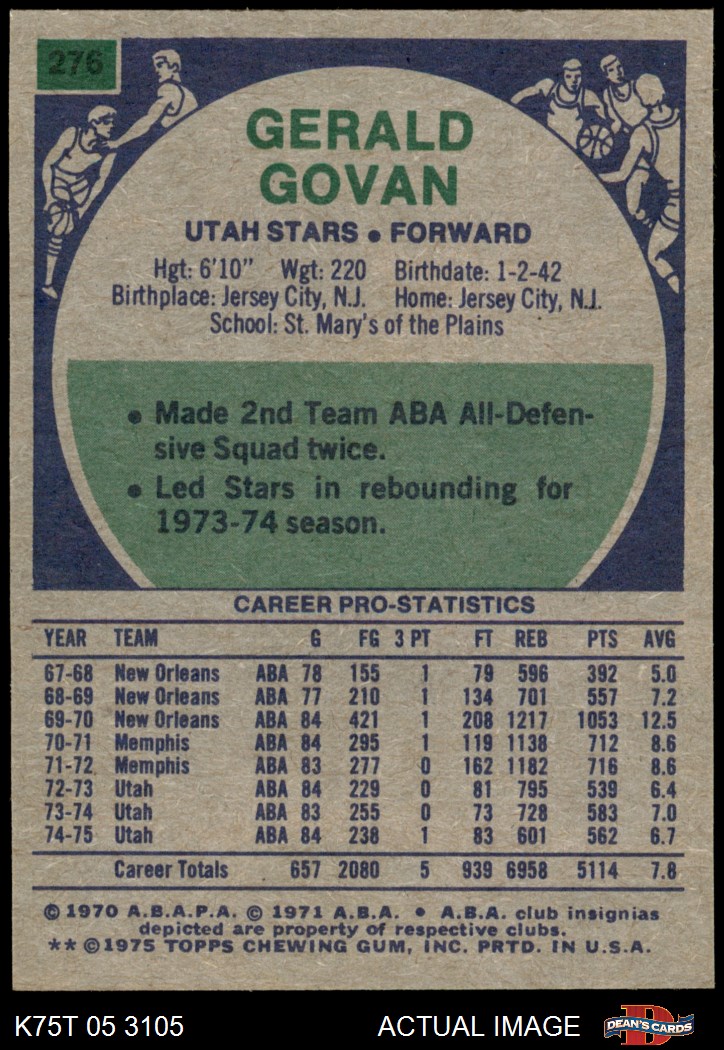 276
GERALD
GOVAN
UTAH STARS • FORWARD
Hgt: 6'10" Wgt: 220 Birthdate: 1-2-42
Birthplace: Jersey City, N.J. Home: Jersey City, N.J.
School: St. Mary's of the Plains
• Made 2nd Team ABA All-Defen-
sive Squad twice.
• Led Stars in rebounding for
1973-74 season.
CAREER PRO-STATISTICS
YEAR TEAM G FG 3 PT FT REB PTS AVG
67-68 New Orleans ABA 78 155 1 79 596 392 5.0
68-69 New Orleans ABA 77 210 1 134 701 557 7.2
69-70 New Orleans ABA 84 421 1 208 1217 1053 12.5
70-71 Memphis ABA 84 295 1 119 1138 712 8.6
71-72 Memphis ABA 83 277 0 162 1182 716 8.6
72-73 Utah ABA 84 229 0 81 795 539 6.4
73-74 Utah ABA 83 255 0 73 728 583 7.0
74-75 Utah ABA 84 238 1 83 601 562 6.7
Career Totals 657 2080 5 939 6958 5114 7.8
© 1970 A.B.A.P.A. © 1971 A.B.A. • A.B.A. club insignias
depicted are property of respective clubs.
** © 1975 TOPPS CHEWING GUM, INC. PRTD. IN U.S.A.
K75T 05 3105 ACTUAL IMAGE DEAN'S CARDS